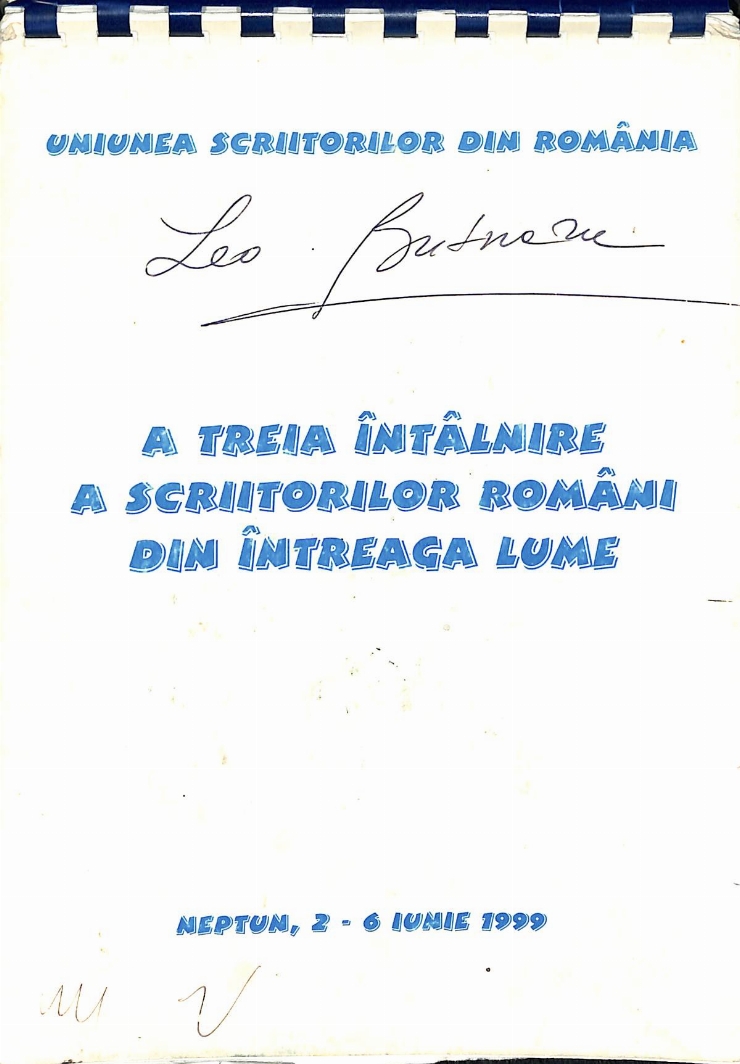 UNIUNEA SCRIITORILOR DIN ROMÂNIA
Leo Butnaru
A TREIA ÎNTÂLNIRE
A SCRIITORILOR ROMÂNI
DIN ÎNTREAGA LUME
NEPTUN, 2 - 6 IUNIE 1999